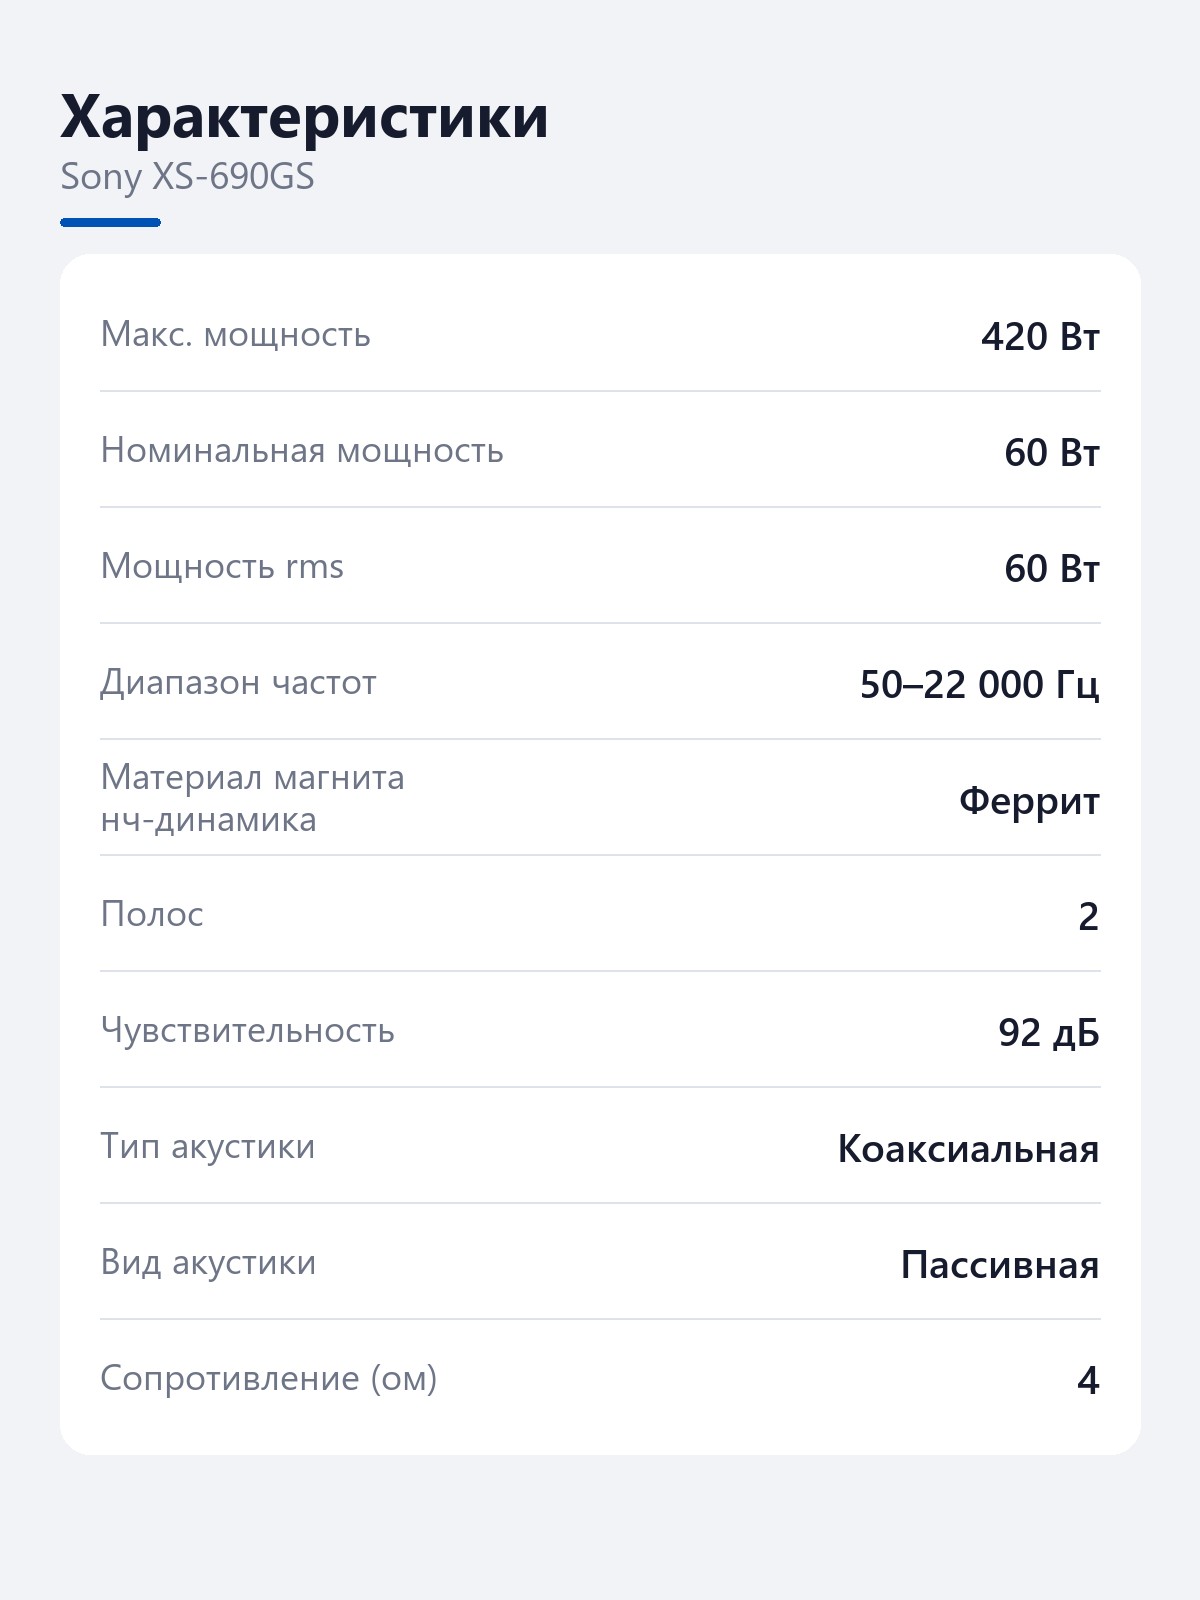 Характеристики
Sony XS-690GS
Макс. мощность 420 Вт
Номинальная мощность 60 Вт
Мощность rms 60 Вт
Диапазон частот 50–22 000 Гц
Материал магнита
нч-динамика Феррит
Полос 2
Чувствительность 92 дБ
Тип акустики Коаксиальная
Вид акустики Пассивная
Сопротивление (ом) 4